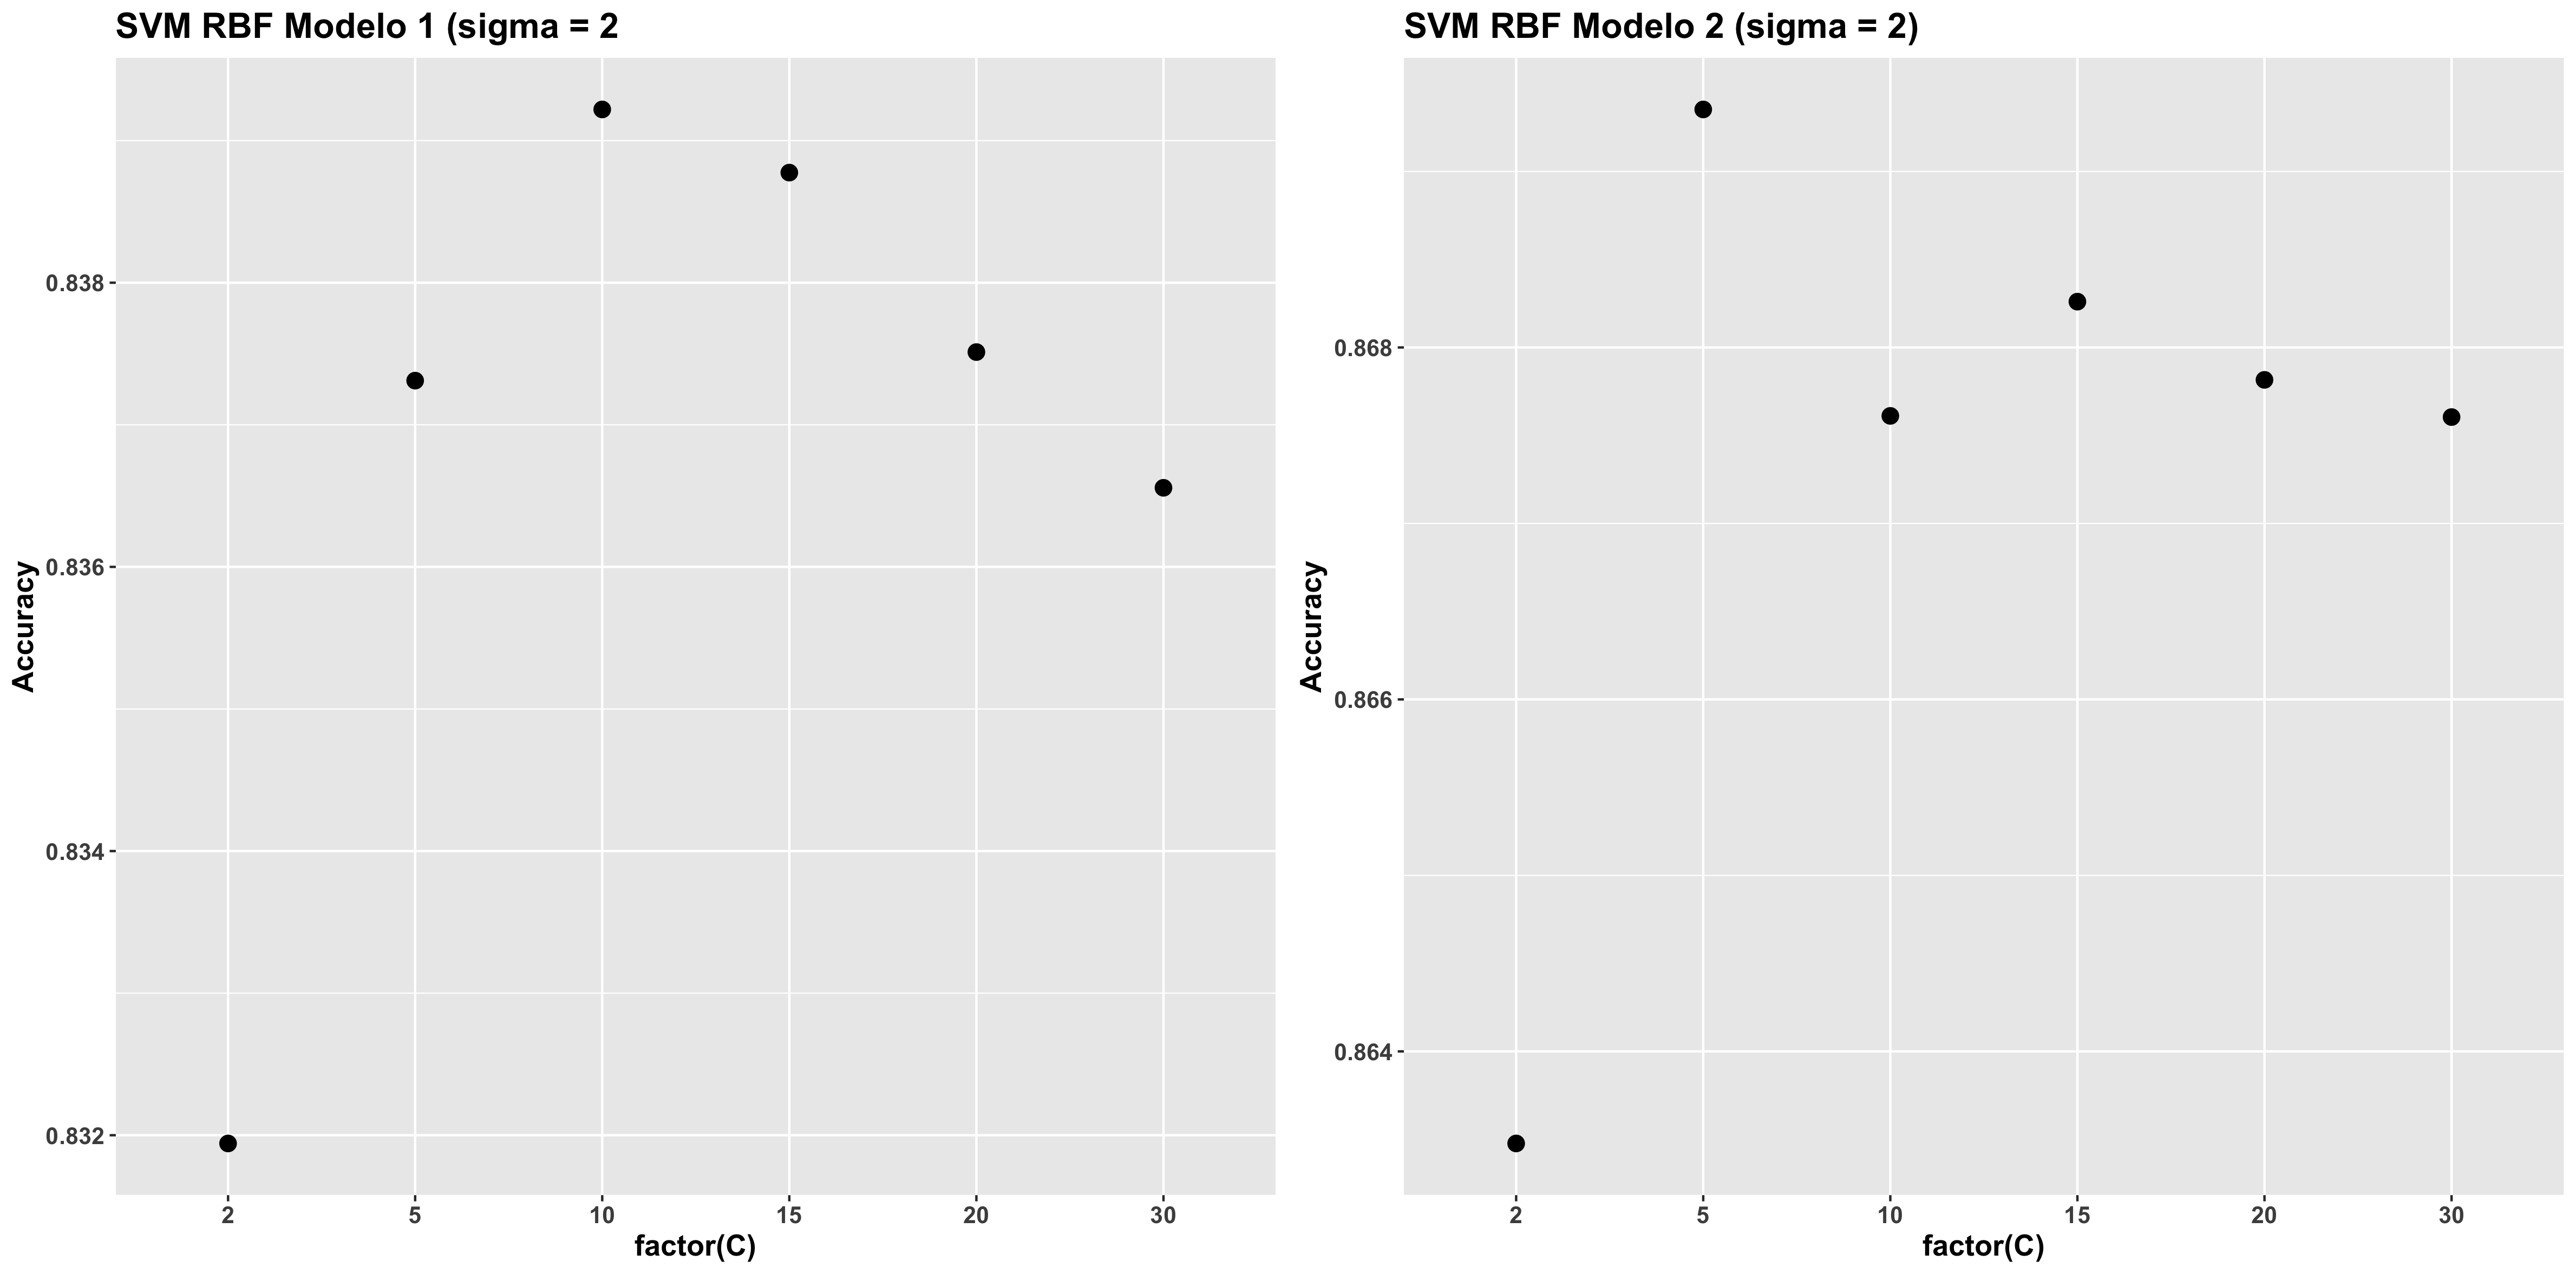 SVM RBF Modelo 1 (sigma = 2
Accuracy
0.838
0.836
0.834
0.832
2 5 10 15 20 30
factor(C)
SVM RBF Modelo 2 (sigma = 2)
Accuracy
0.868
0.866
0.864
2 5 10 15 20 30
factor(C)